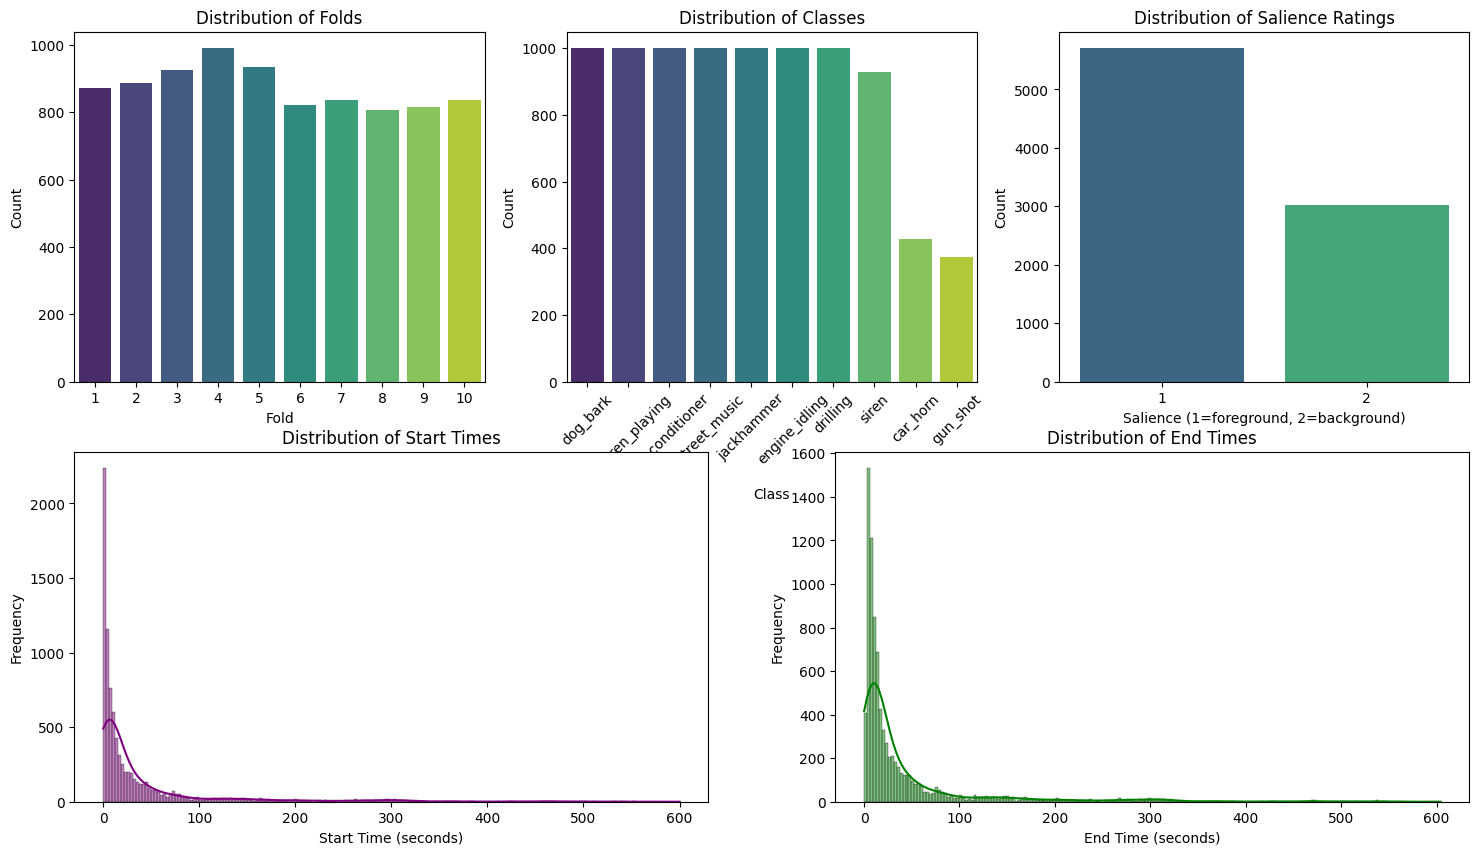 Distribution of Folds
Count
1000
800
600
400
200
0
1 2 3 4 5 6 7 8 9 10
Fold
Distribution of Classes
Count
1000
800
600
400
200
0
dog_bark
ren_playing
conditioner
treet_music
jackhammer
engine_idling
drilling
siren
car_horn
gun_shot
Class
Distribution of Salience Ratings
Count
5000
4000
3000
2000
1000
0
1 2
Salience (1=foreground, 2=background)
Distribution of Start Times
Frequency
2000
1500
1000
500
0
0 100 200 300 400 500 600
Start Time (seconds)
Distribution of End Times
Frequency
1600
1400
1200
1000
800
600
400
200
0
0 100 200 300 400 500 600
End Time (seconds)